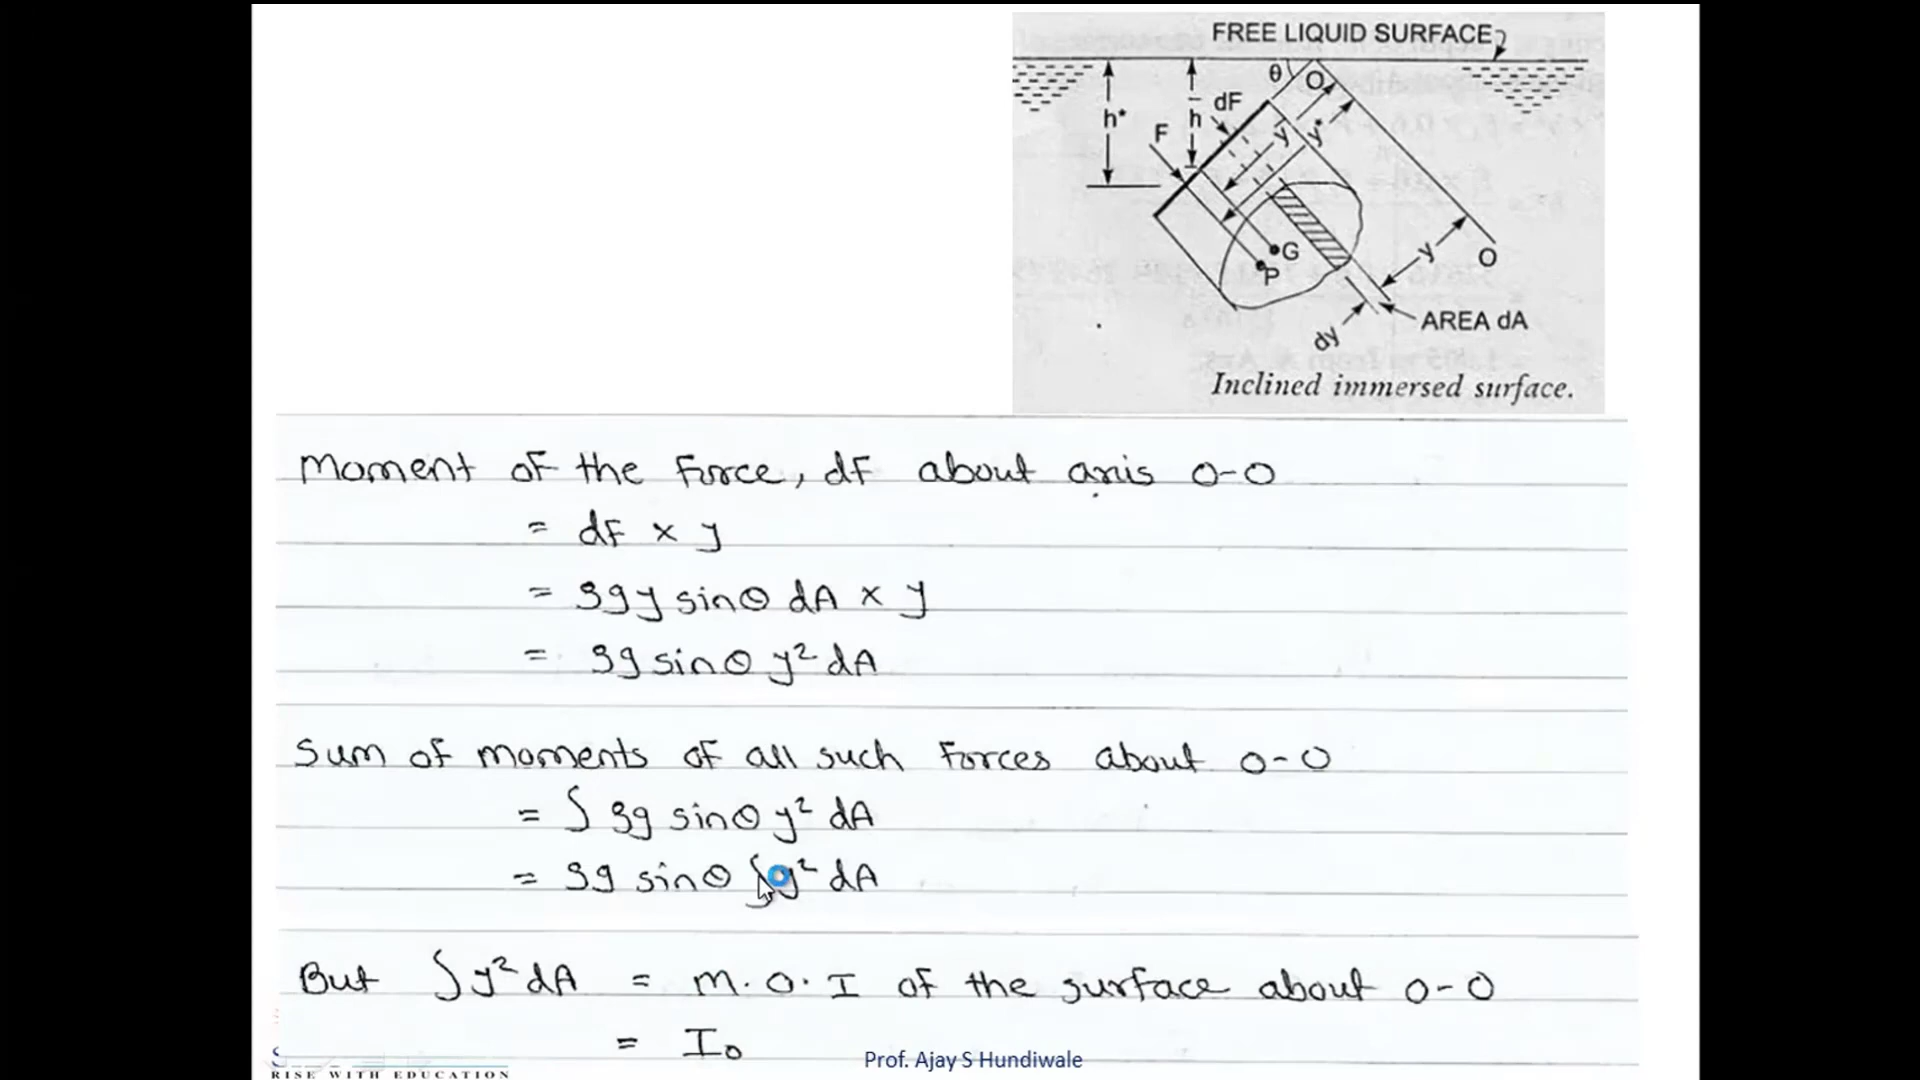 FREE LIQUID SURFACE
θ O
h* h dF y y*
F
G
P
y O
dy AREA dA
Inclined immersed surface.
Moment of the Force, dF about axis O-O
= dF × y
= ρgy sinθ dA × y
= ρg sinθ y² dA
Sum of moments of all such Forces about O-O
= ∫ ρg sinθ y² dA
= ρg sinθ ∫ y² dA
But ∫ y² dA = M.O.I of the surface about O-O
= I₀
S
RISE WITH EDUCATION
Prof. Ajay S Hundiwale